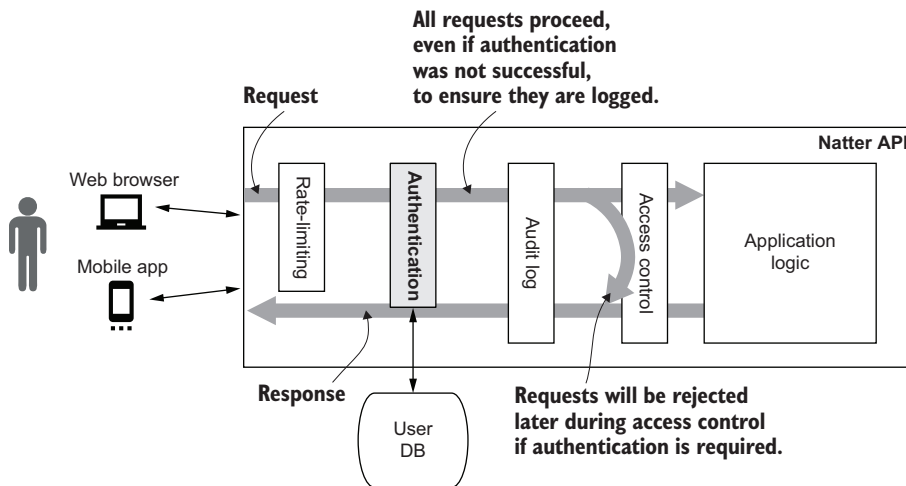 All requests proceed,
even if authentication
was not successful,
to ensure they are logged.
Request
Natter API
Web browser
Mobile app
Rate-limiting
Authentication
Audit log
Access control
Application
logic
Response
User
DB
Requests will be rejected
later during access control
if authentication is required.